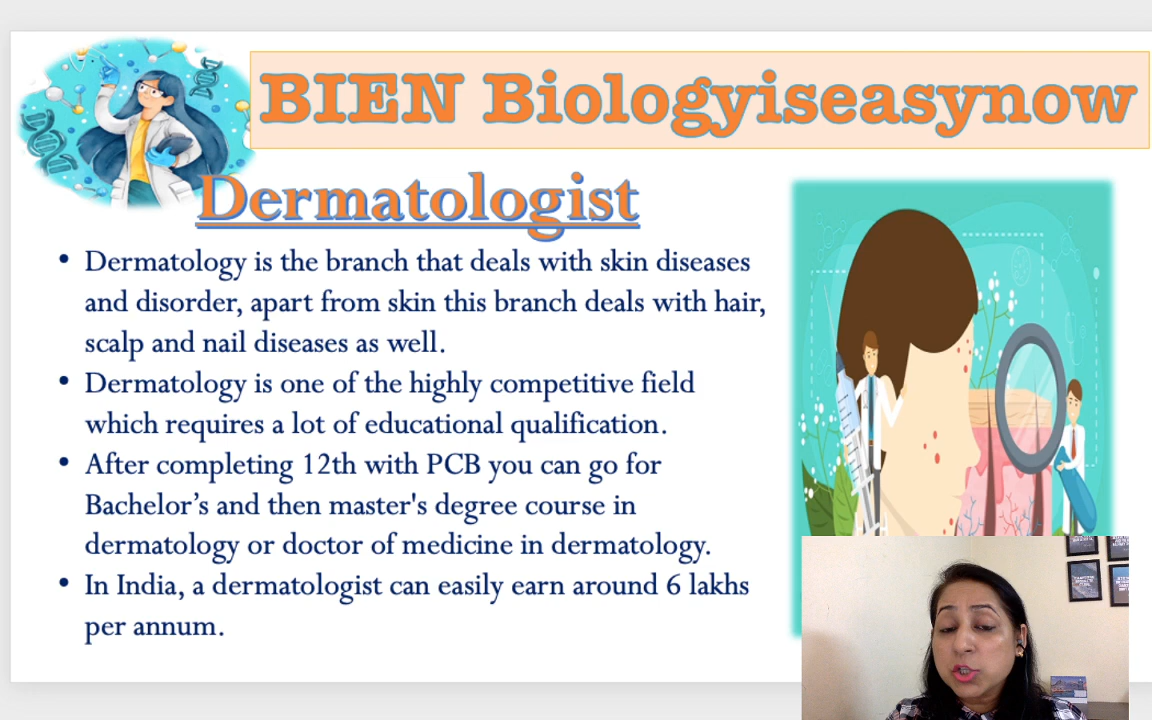 BIEN Biologyiseasynow
Dermatologist
• Dermatology is the branch that deals with skin diseases
and disorder, apart from skin this branch deals with hair,
scalp and nail diseases as well.
• Dermatology is one of the highly competitive field
which requires a lot of educational qualification.
• After completing 12th with PCB you can go for
Bachelor’s and then master's degree course in
dermatology or doctor of medicine in dermatology.
• In India, a dermatologist can easily earn around 6 lakhs
per annum.